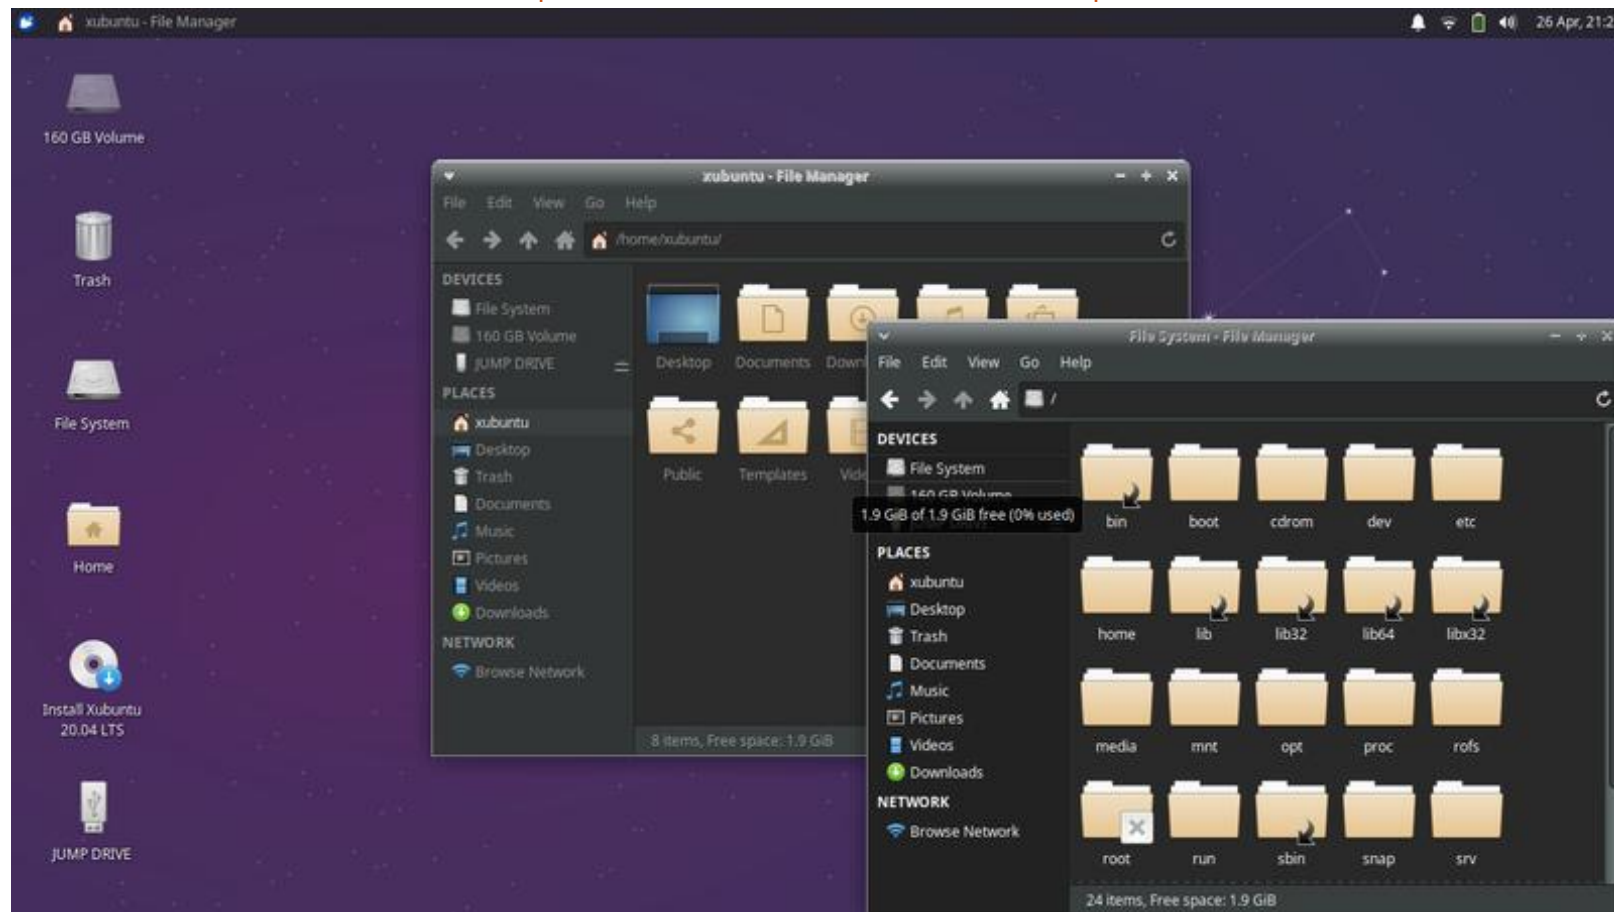 xubuntu - File Manager
26 Apr, 21:2
160 GB Volume
Trash
File System
Home
Install Xubuntu
20.04 LTS
JUMP DRIVE
xubuntu - File Manager
File Edit View Go Help
/home/xubuntu/
DEVICES
File System
160 GB Volume
JUMP DRIVE
PLACES
xubuntu
Desktop
Trash
Documents
Music
Pictures
Videos
Downloads
NETWORK
Browse Network
Desktop Documents Down
Public Templates Vide
8 items, Free space: 1.9 GiB
File System - File Manager
File Edit View Go Help
/
DEVICES
File System
160 GB Volume
1.9 GiB of 1.9 GiB free (0% used)
PLACES
xubuntu
Desktop
Trash
Documents
Music
Pictures
Videos
Downloads
NETWORK
Browse Network
bin boot cdrom dev etc
home lib lib32 lib64 libx32
media mnt opt proc rofs
root run sbin snap srv
24 items, Free space: 1.9 GiB